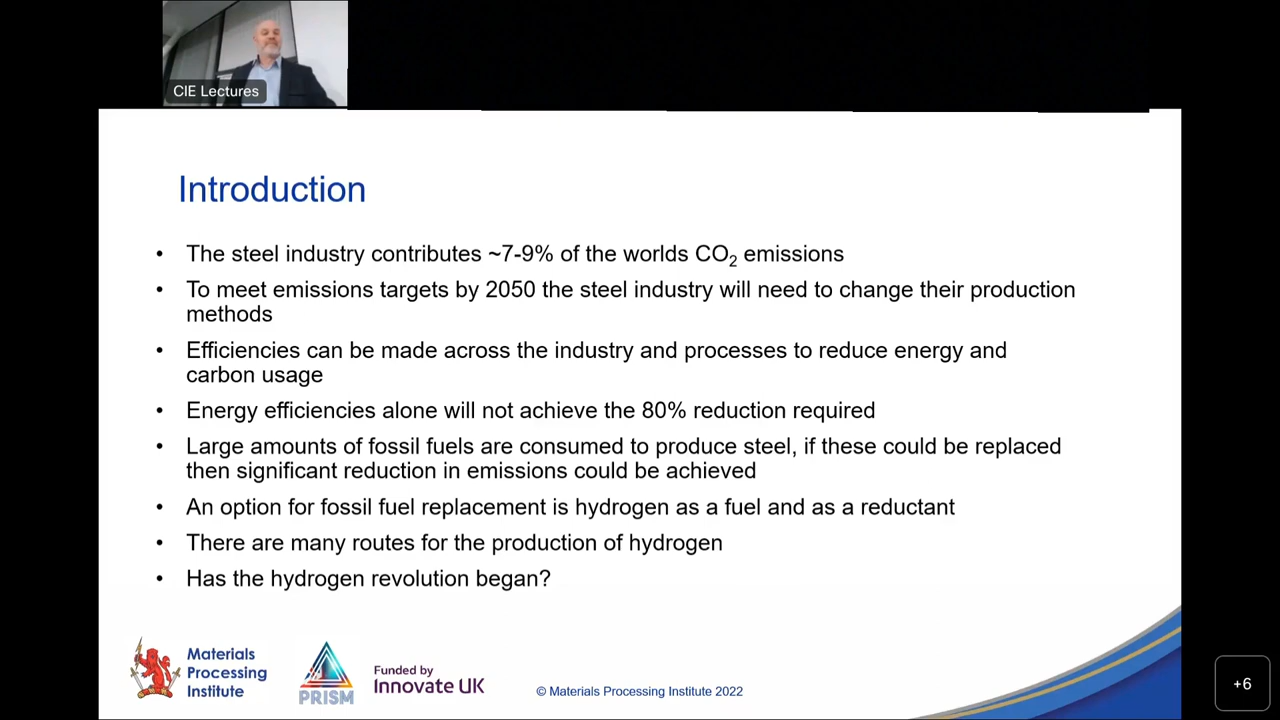 CIE Lectures
Introduction
• The steel industry contributes ~7-9% of the worlds CO₂ emissions
• To meet emissions targets by 2050 the steel industry will need to change their production
methods
• Efficiencies can be made across the industry and processes to reduce energy and
carbon usage
• Energy efficiencies alone will not achieve the 80% reduction required
• Large amounts of fossil fuels are consumed to produce steel, if these could be replaced
then significant reduction in emissions could be achieved
• An option for fossil fuel replacement is hydrogen as a fuel and as a reductant
• There are many routes for the production of hydrogen
• Has the hydrogen revolution began?
Materials
Processing
Institute
PRISM
Funded by
Innovate UK
© Materials Processing Institute 2022
+6